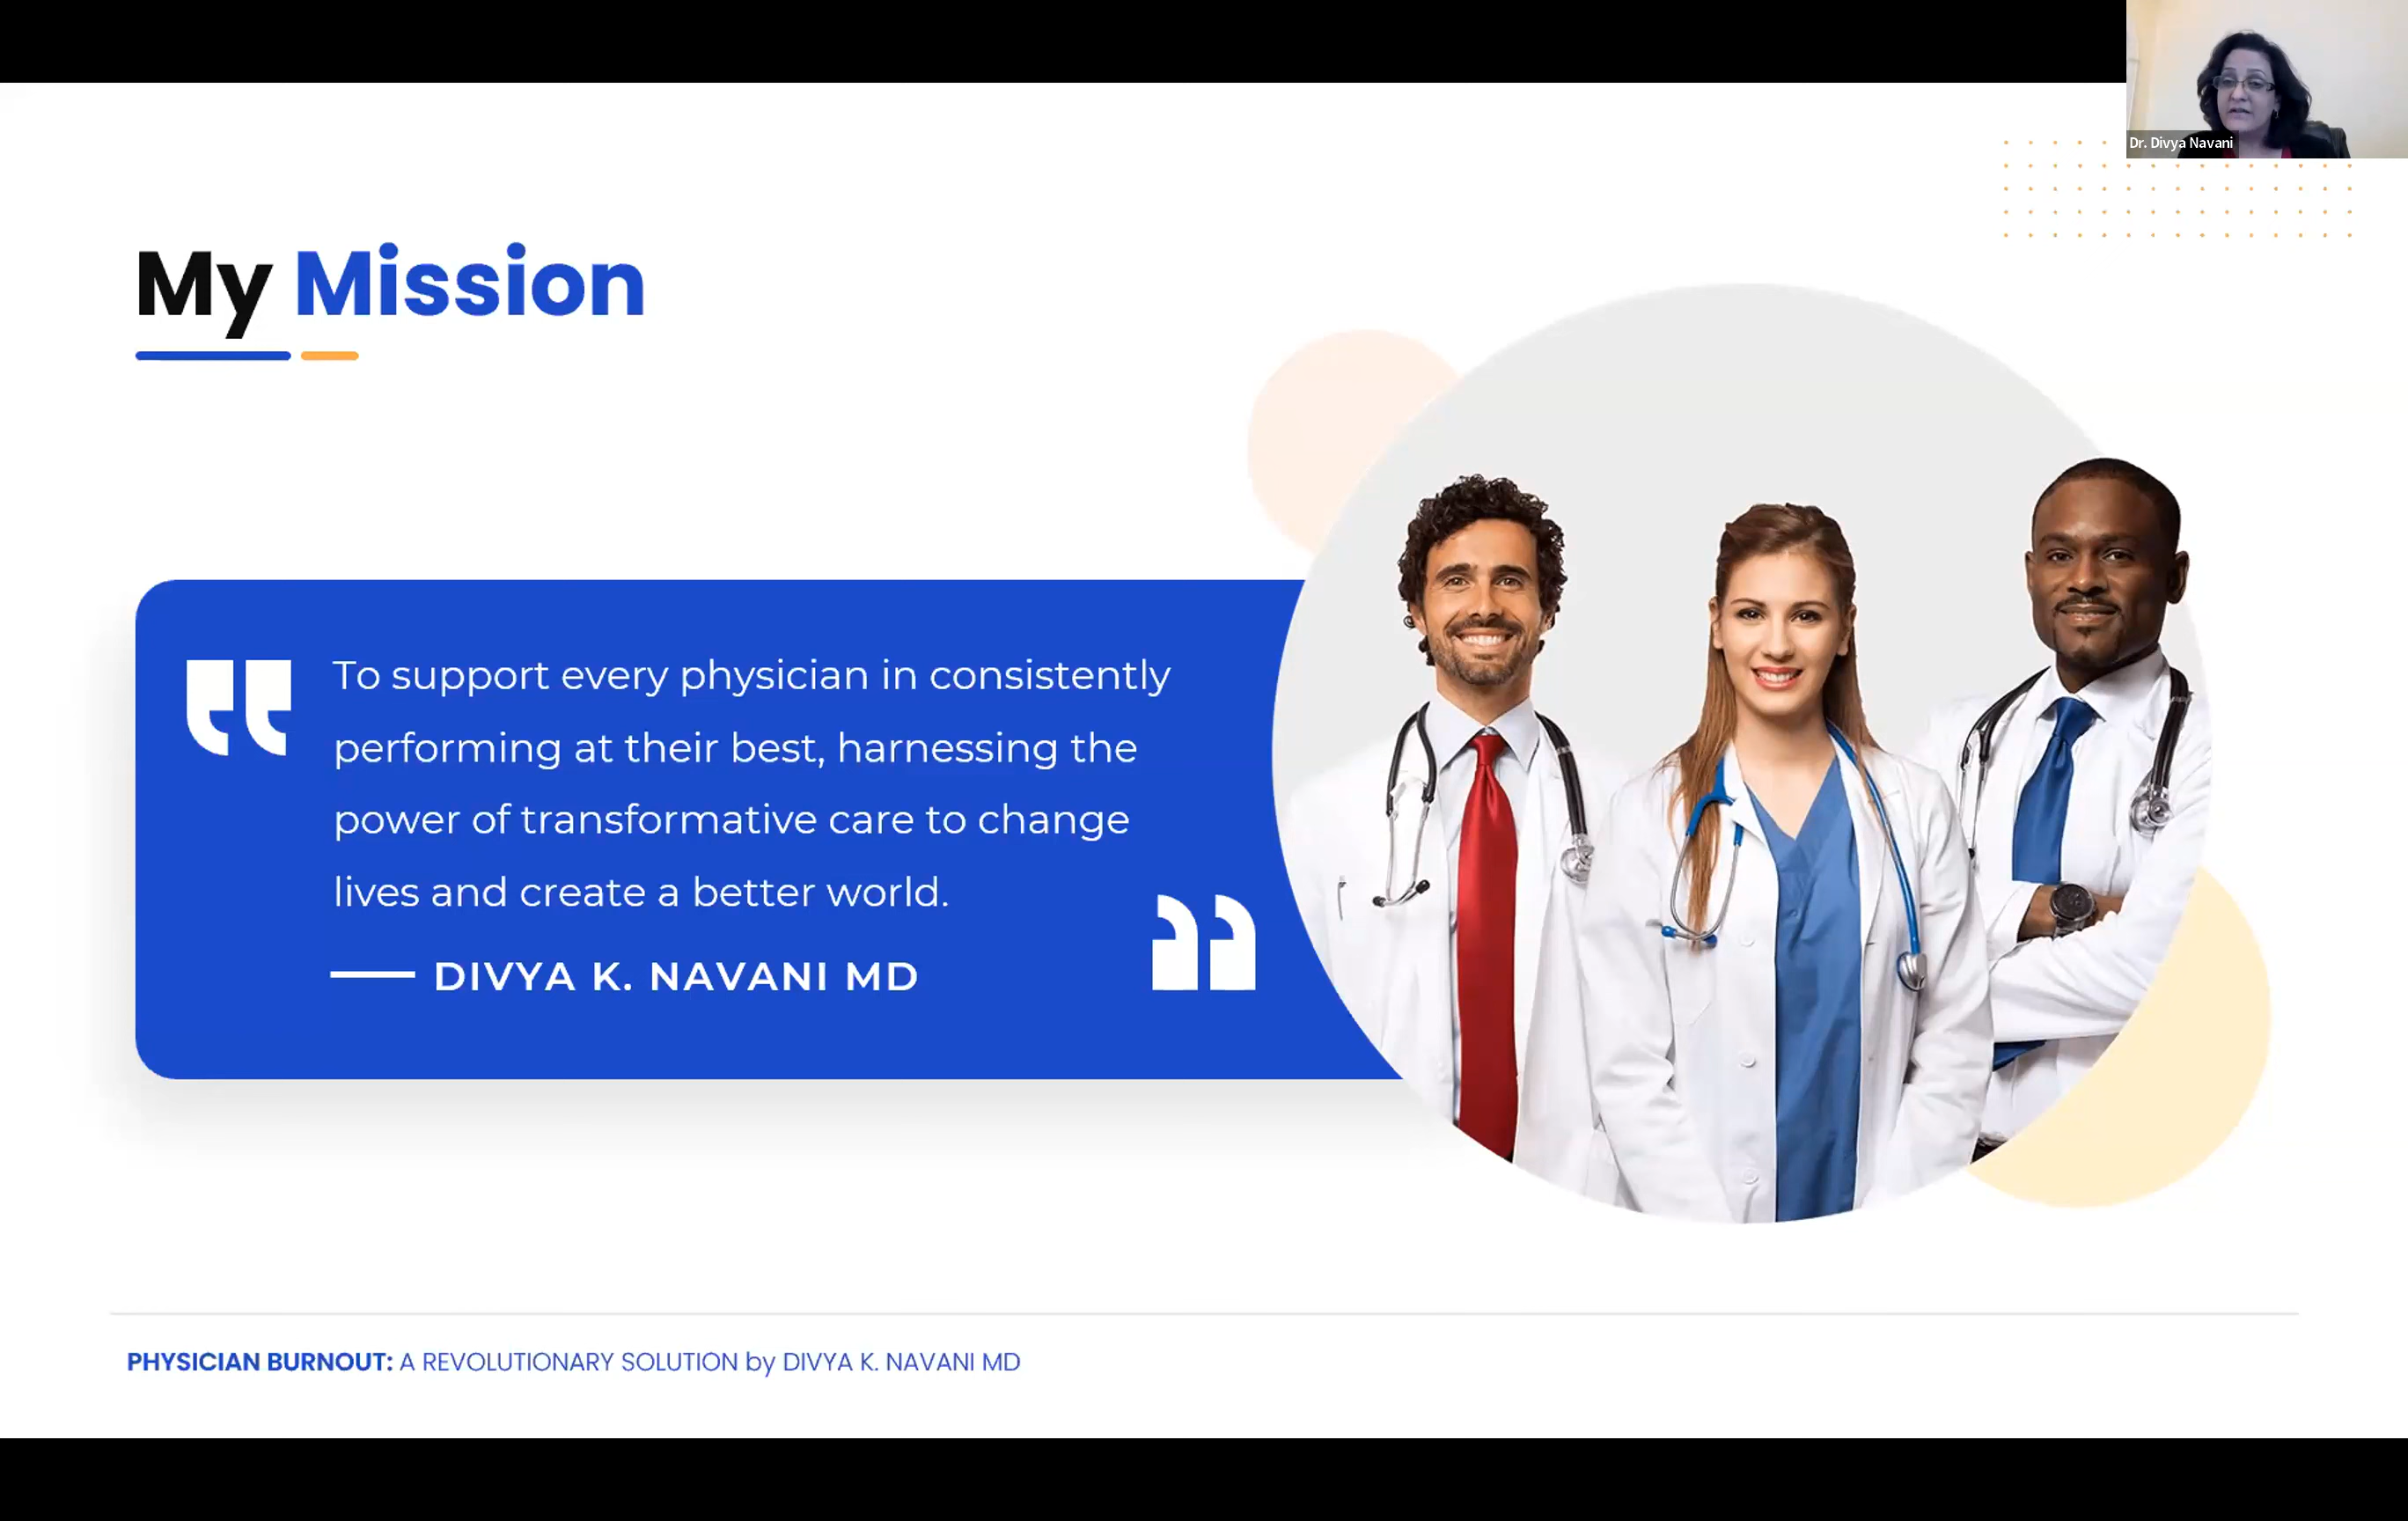 Dr. Divya Navani
My Mission
To support every physician in consistently
performing at their best, harnessing the
power of transformative care to change
lives and create a better world.
— DIVYA K. NAVANI MD
PHYSICIAN BURNOUT: A REVOLUTIONARY SOLUTION by DIVYA K. NAVANI MD